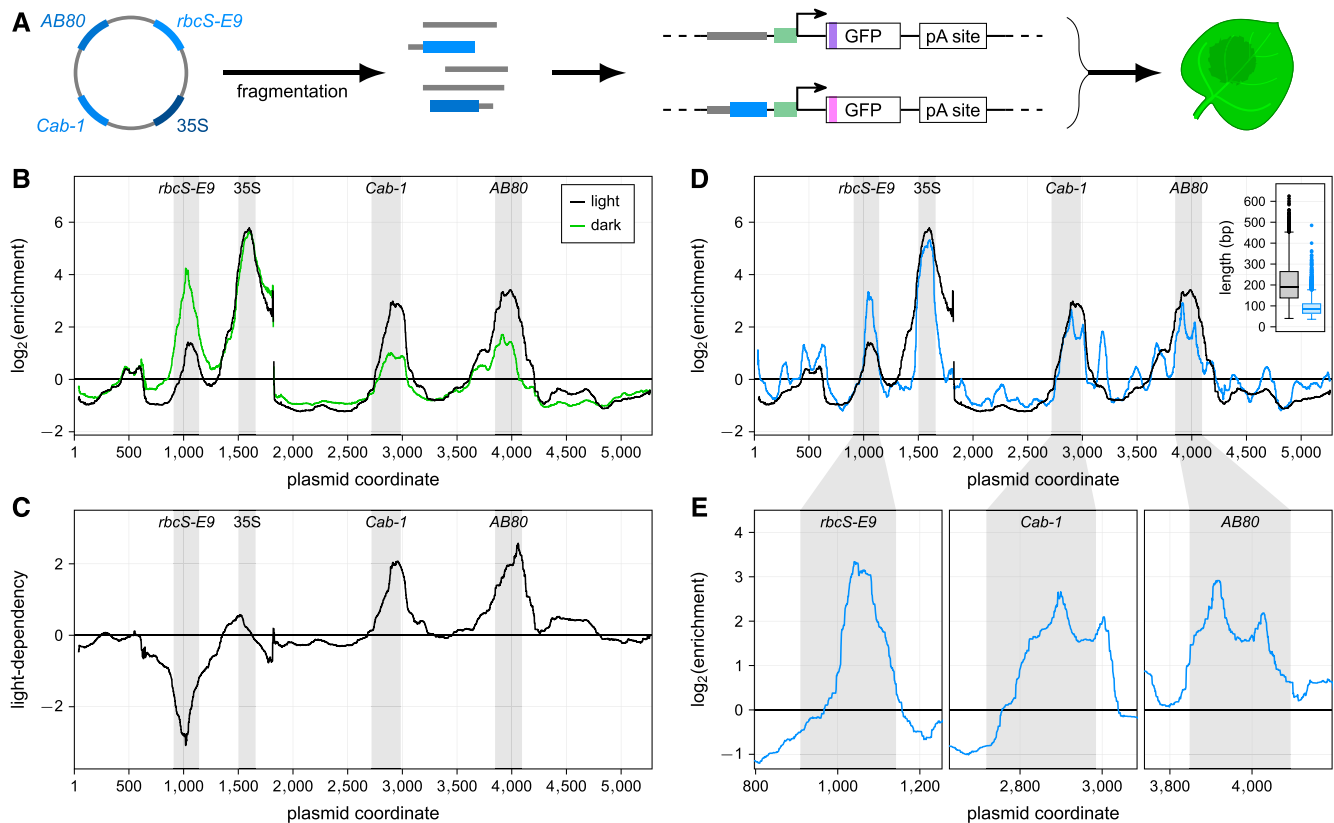 A
AB80
rbcS-E9
Cab-1
35S
fragmentation
GFP
pA site
GFP
pA site
B
rbcS-E9
35S
Cab-1
AB80
light
dark
log2(enrichment)
6
4
2
0
−2
1
500
1,000
1,500
2,000
2,500
3,000
3,500
4,000
4,500
5,000
plasmid coordinate
C
rbcS-E9
35S
Cab-1
AB80
light-dependency
2
0
−2
1
500
1,000
1,500
2,000
2,500
3,000
3,500
4,000
4,500
5,000
plasmid coordinate
D
rbcS-E9
35S
Cab-1
AB80
length (bp)
600
500
400
300
200
100
0
log2(enrichment)
6
4
2
0
−2
1
500
1,000
1,500
2,000
2,500
3,000
3,500
4,000
4,500
5,000
plasmid coordinate
E
rbcS-E9
Cab-1
AB80
log2(enrichment)
4
3
2
1
0
−1
800
1,000
1,200
2,800
3,000
3,800
4,000
plasmid coordinate